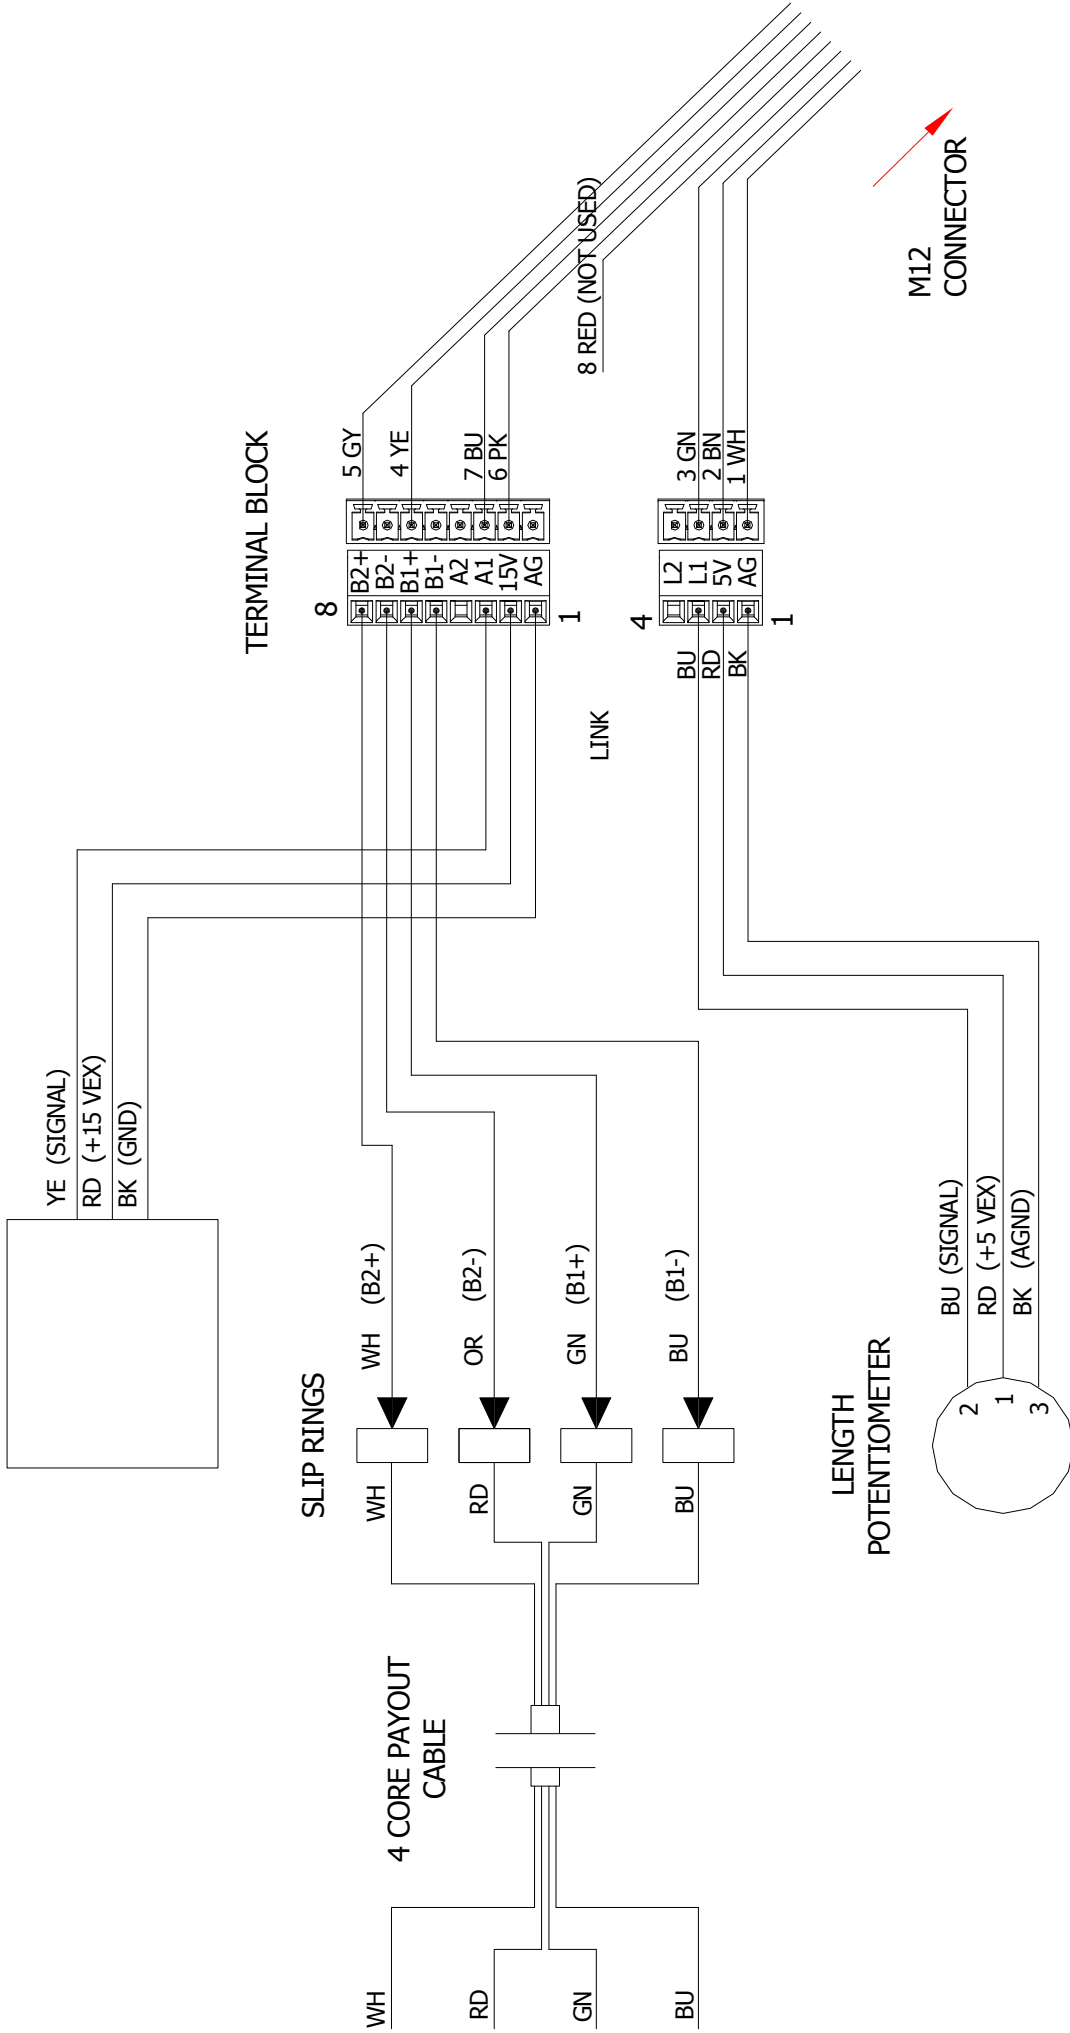 YE (SIGNAL)
RD (+15 VEX)
BK (GND)
TERMINAL BLOCK
5 GY
4 YE
7 BU
6 PK
8 RED (NOT USED)
8
B2+
B2-
B1+
B1-
A2
A1
15V
AG
1
LINK
3 GN
2 BN
1 WH
4
L2
L1
5V
AG
1
BU
RD
BK
M12
CONNECTOR
SLIP RINGS
WH (B2+)
OR (B2-)
GN (B1+)
BU (B1-)
WH
RD
GN
BU
4 CORE PAYOUT
CABLE
WH
RD
GN
BU
LENGTH
POTENTIOMETER
BU (SIGNAL)
RD (+5 VEX)
BK (AGND)
2
1
3